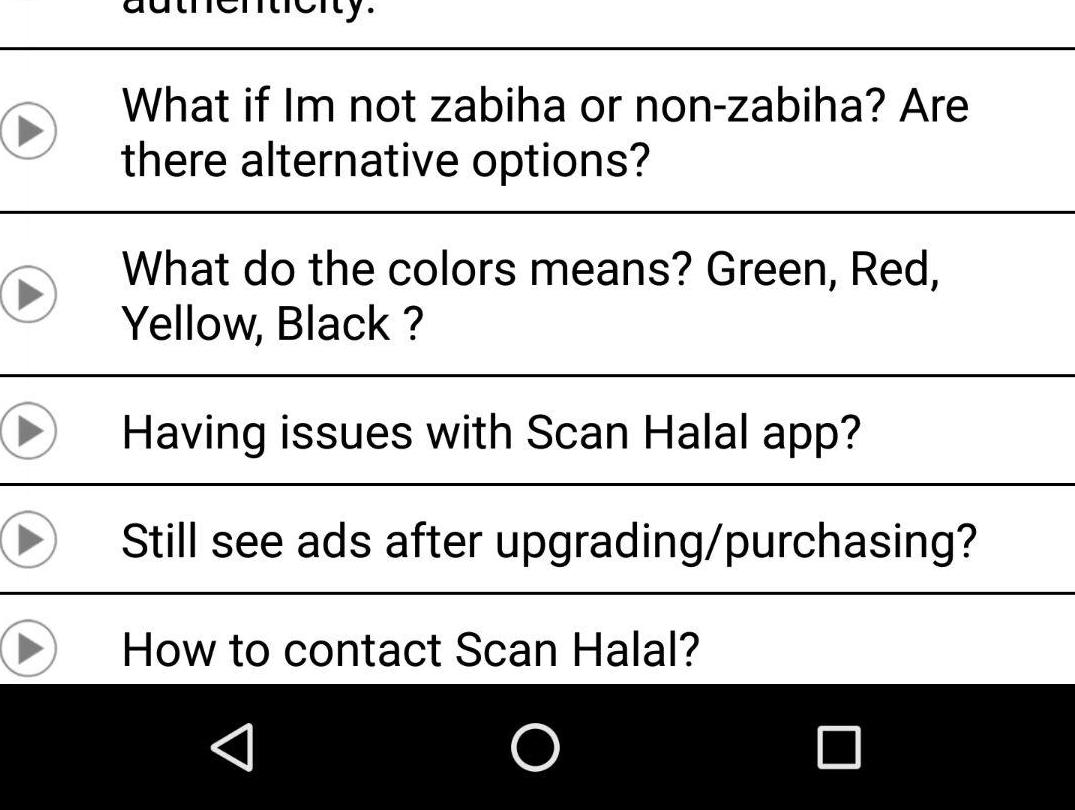 authenticity.
What if Im not zabiha or non-zabiha? Are
there alternative options?
What do the colors means? Green, Red,
Yellow, Black ?
Having issues with Scan Halal app?
Still see ads after upgrading/purchasing?
How to contact Scan Halal?